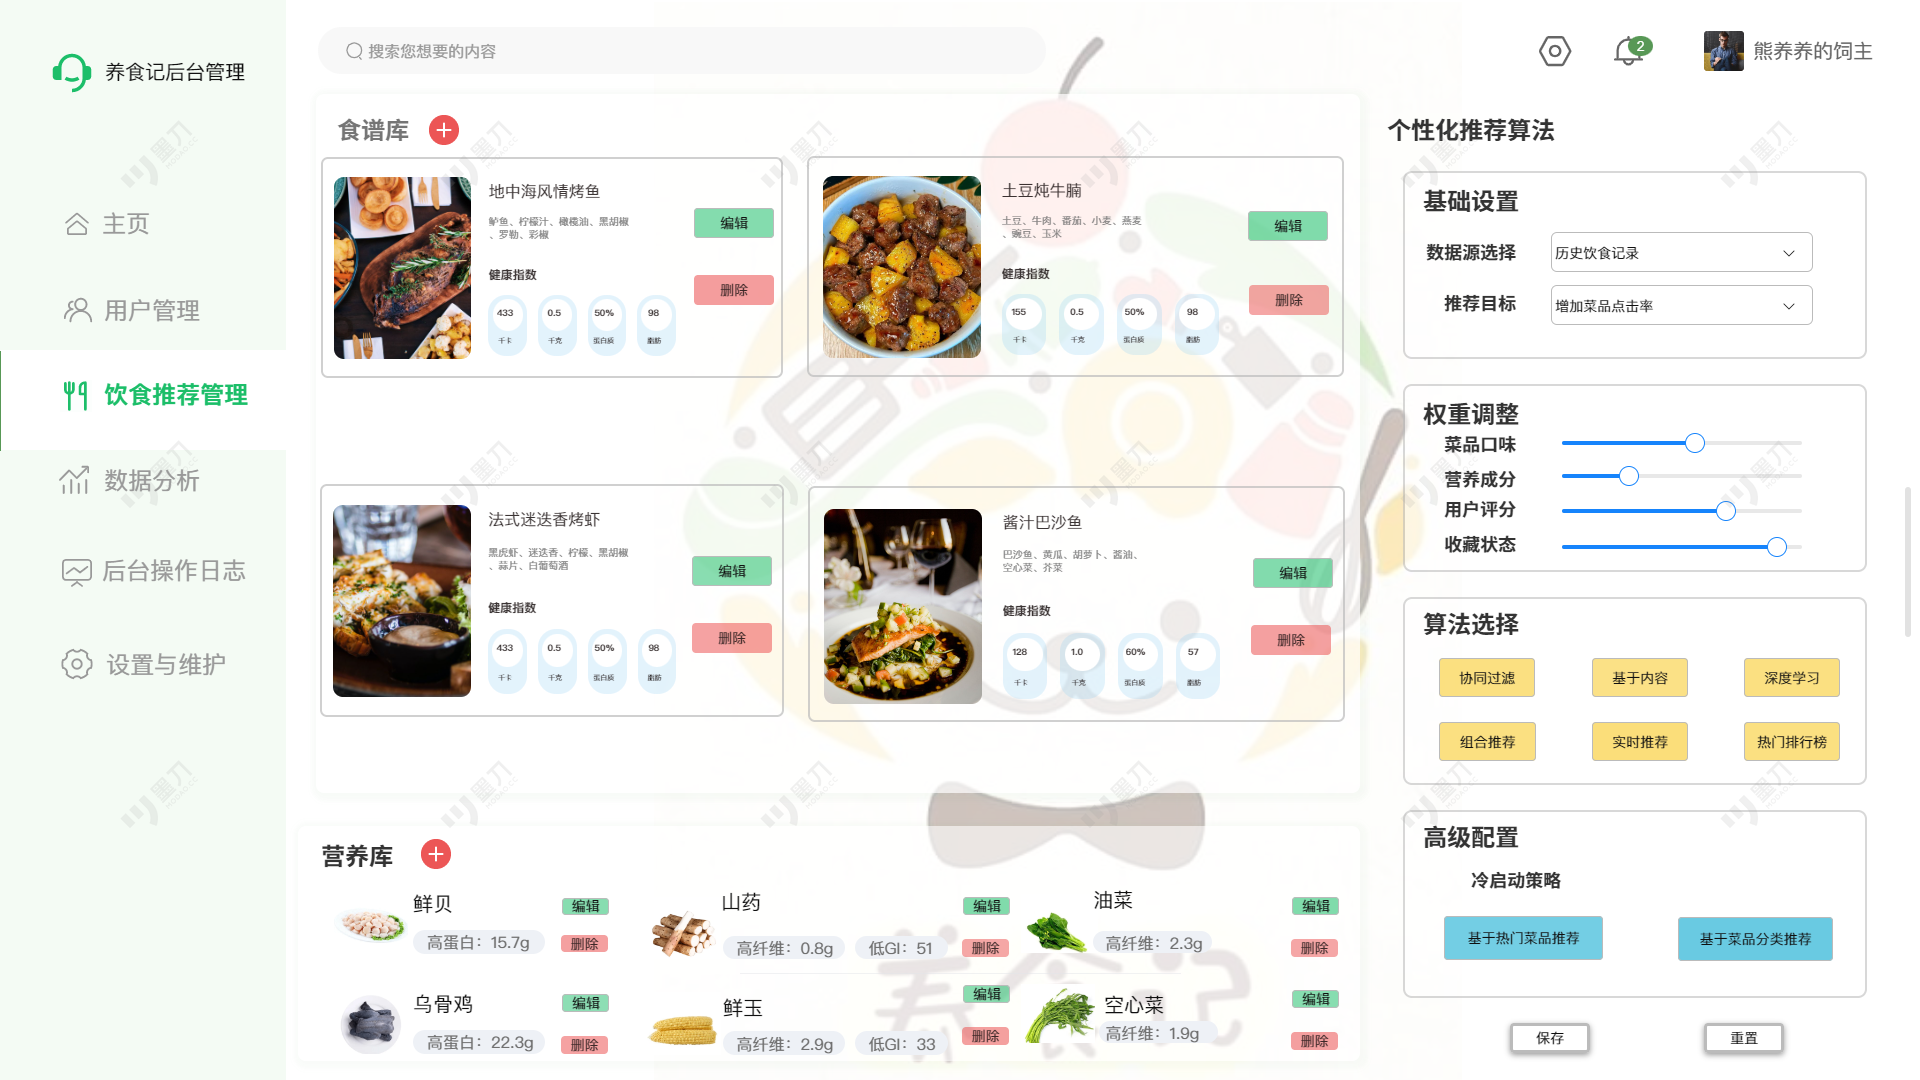 养食记后台管理
搜索您想要的内容
2
熊养养的饲主
主页
用户管理
饮食推荐管理
数据分析
后台操作日志
设置与维护
食谱库
地中海风情烤鱼
鲈鱼、柠檬汁、橄榄油、黑胡椒
、罗勒、彩椒
健康指数
433 0.5 50% 98
千卡 千克 蛋白质 脂肪
编辑
删除
土豆炖牛腩
土豆、牛肉、番茄、小麦、燕麦
、豌豆、玉米
健康指数
155 0.5 50% 98
千卡 千克 蛋白质 脂肪
编辑
删除
法式迷迭香烤虾
黑虎虾、迷迭香、柠檬、黑胡椒
、蒜片、白葡萄酒
健康指数
433 0.5 50% 98
千卡 千克 蛋白质 脂肪
编辑
删除
酱汁巴沙鱼
巴沙鱼、黄瓜、胡萝卜、酱油、
空心菜、芥菜
健康指数
128 1.0 60% 57
千卡 千克 蛋白质 脂肪
编辑
删除
营养库
鲜贝
高蛋白：15.7g
编辑
删除
山药
高纤维：0.8g 低GI：51
编辑
删除
油菜
高纤维：2.3g
编辑
删除
乌骨鸡
高蛋白：22.3g
编辑
删除
鲜玉
高纤维：2.9g 低GI：33
编辑
删除
空心菜
高纤维：1.9g
编辑
删除
养食记
个性化推荐算法
基础设置
数据源选择 历史饮食记录
推荐目标 增加菜品点击率
权重调整
菜品口味
营养成分
用户评分
收藏状态
算法选择
协同过滤 基于内容 深度学习
组合推荐 实时推荐 热门排行榜
高级配置
冷启动策略
基于热门菜品推荐 基于菜品分类推荐
保存 重置
墨刀
MODAO.CC